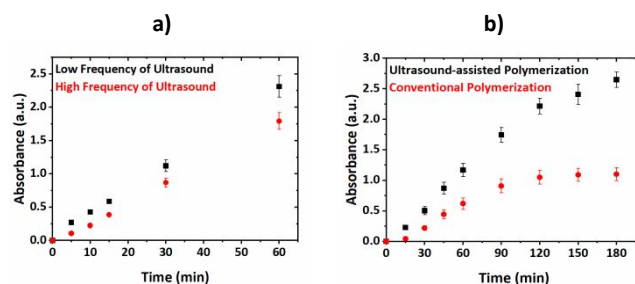 a)
Low Frequency of Ultrasound
High Frequency of Ultrasound
Absorbance (a.u.)
2.5
2.0
1.5
1.0
0.5
0.0
0 10 20 30 40 50 60
Time (min)
b)
Ultrasound-assisted Polymerization
Conventional Polymerization
Absorbance (a.u.)
3.0
2.5
2.0
1.5
1.0
0.5
0.0
0 30 60 90 120 150 180
Time (min)